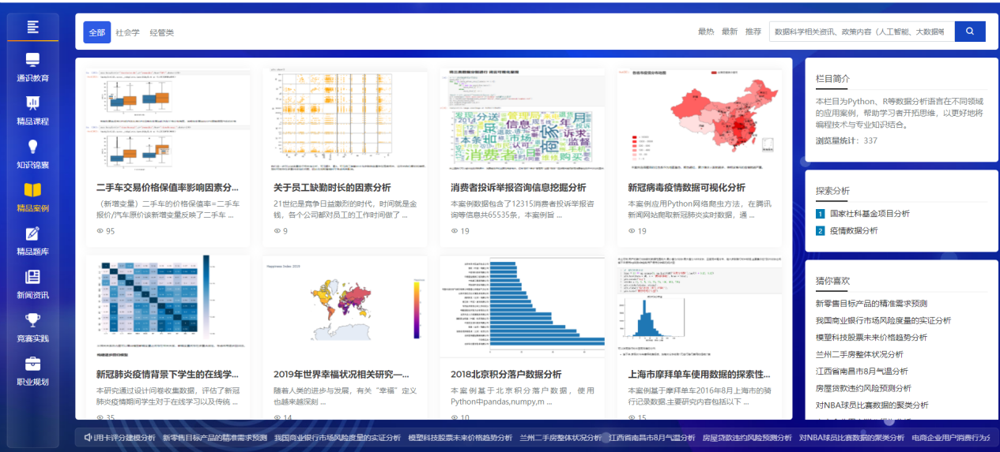 全部 社会学 经管类
最热 最新 推荐
数据科学相关资讯、政策内容（人工智能、大数据等
通识教育
精品课程
知识锦囊
精品案例
精品题库
新闻资讯
竞赛实践
职业规划
二手车交易价格保值率影响因素分...
（新增变量）二手车的价格保值率=二手车
报价/汽车原价该新增变量反映了二手车 ...
95
关于员工缺勤时长的因素分析
21世纪是竞争日益激烈的时代，时间就是金
钱，各个公司都对员工的工作时间做了 ...
9
消费者投诉举报咨询信息挖掘分析
本案例数据包含了12315消费者投诉举报咨
询等信息共65535条，本案例旨 ...
19
新冠病毒疫情数据可视化分析
本案例应用Python网络爬虫方法，在腾讯
新闻网站爬取新冠肺炎实时数据，通 ...
19
新冠肺炎疫情背景下学生的在线学...
本研究通过设计问卷收集数据，评估了新冠
肺炎疫情期间学生对于在线学习以及传统 ...
35
Happiness Index 2019
2019年世界幸福状况相关研究—...
随着人类的进步与发展，有关“幸福”定义
也越来越深刻 ...
14
2018北京积分落户数据分析
本案例基于北京积分落户数据，使用
Python中pandas,numpy,m ...
10
上海市摩拜单车使用数据的探索性...
本案例基于摩拜单车2016年8月上海市的骑
行记录数据.主要研究内容包括以下 ...
15
栏目简介
本栏目为Python、R等数据分析语言在不同领域
的应用案例，帮助学习者开拓思维，以更好地将
编程技术与专业知识结合。
浏览量统计：337
探索分析
1 国家社科基金项目分析
2 疫情数据分析
猜你喜欢
新零售目标产品的精准需求预测
我国商业银行市场风险度量的实证分析
模塑科技股票未来价格趋势分析
兰州二手房整体状况分析
江西省南昌市8月气温分析
房屋贷款违约风险预测分析
对NBA球员比赛数据的聚类分析
用卡评分建模分析 新零售目标产品的精准需求预测 我国商业银行市场风险度量的实证分析 模塑科技股票未来价格趋势分析 兰州二手房整体状况分析 江西省南昌市8月气温分析 房屋贷款违约风险预测分析 对NBA球员比赛数据的聚类分析 电商企业用户消费行为分